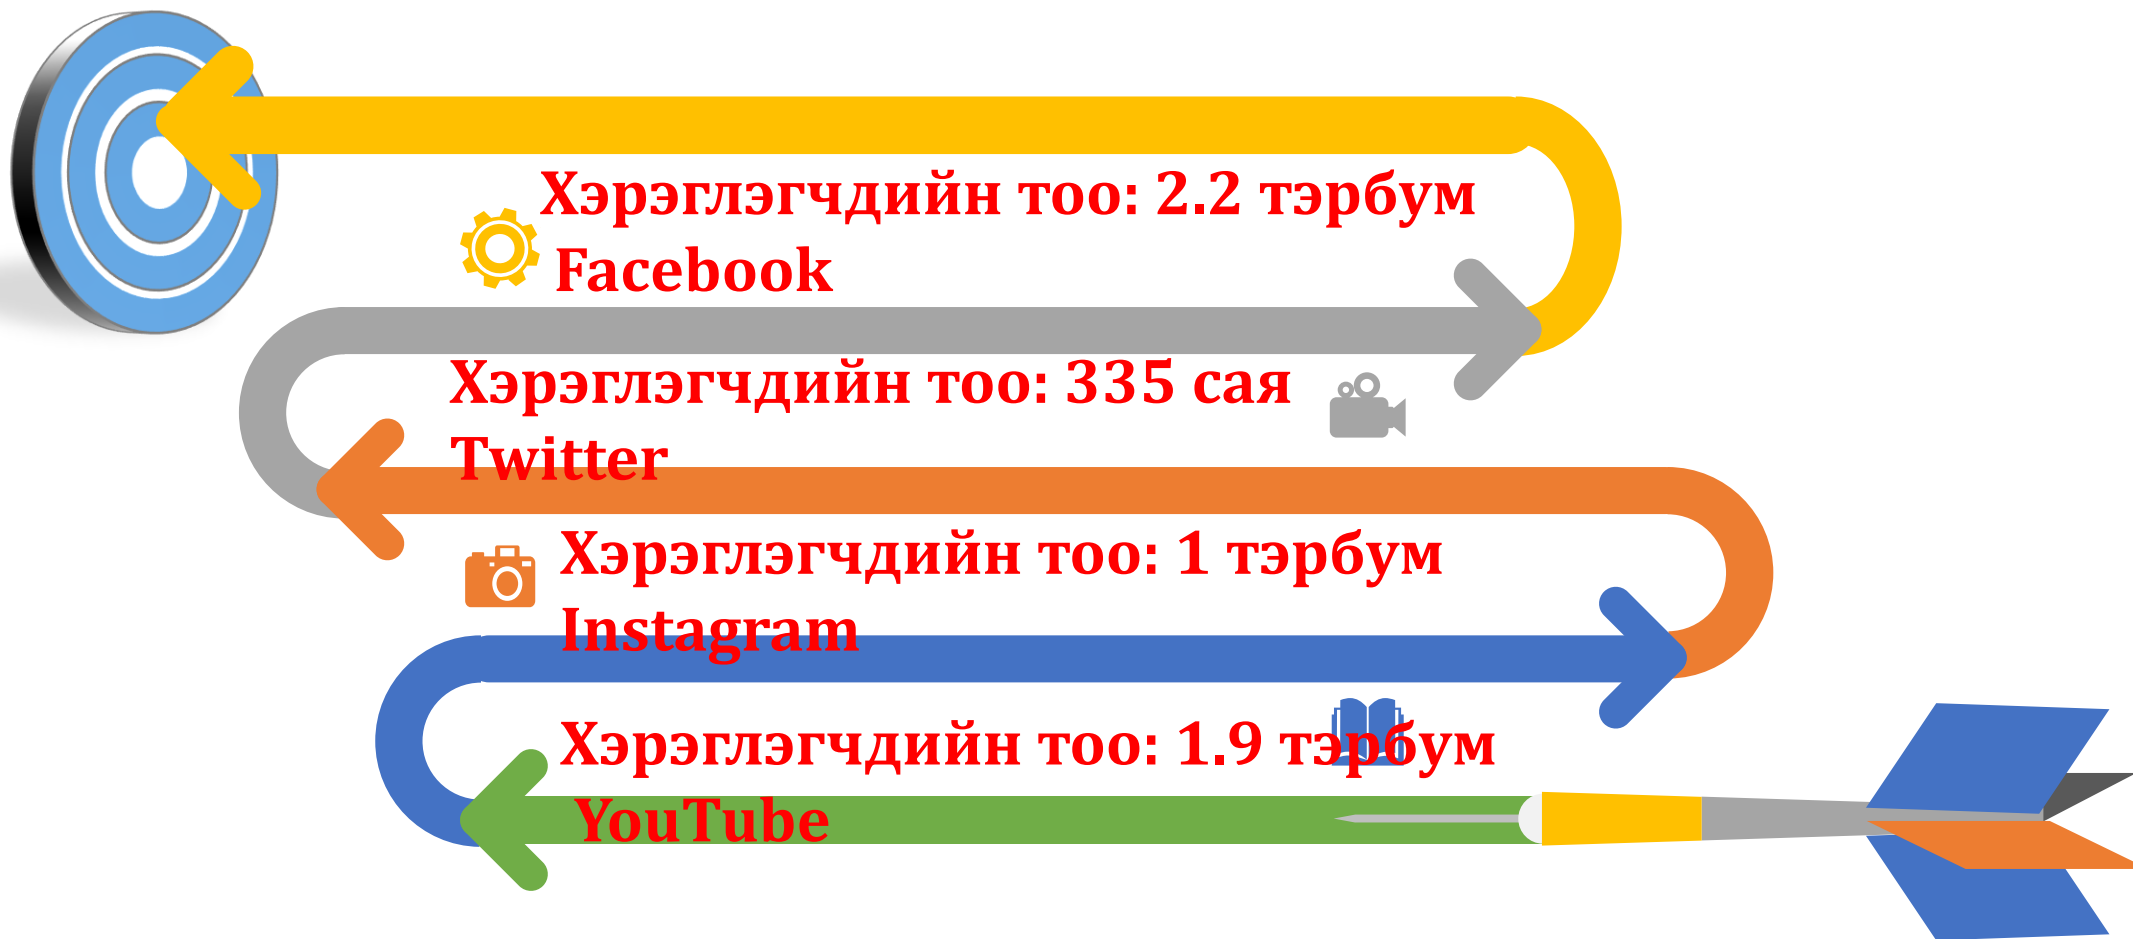 Хэрэглэгчдийн тоо: 2.2 тэрбум
Facebook
Хэрэглэгчдийн тоо: 335 сая
Twitter
Хэрэглэгчдийн тоо: 1 тэрбум
Instagram
Хэрэглэгчдийн тоо: 1.9 тэрбум
YouTube